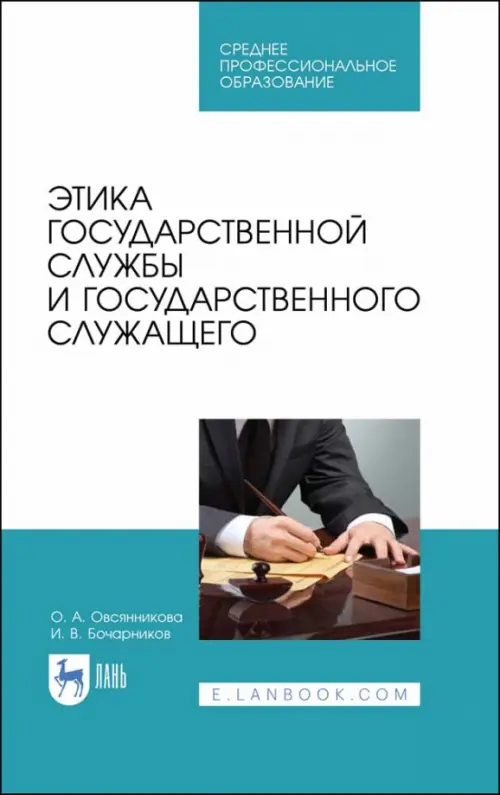 СРЕДНЕЕ
ПРОФЕССИОНАЛЬНОЕ
ОБРАЗОВАНИЕ
ЭТИКА
ГОСУДАРСТВЕННОЙ
СЛУЖБЫ
И ГОСУДАРСТВЕННОГО
СЛУЖАЩЕГО
О. А. Овсянникова
И. В. Бочарников
ЛАНЬ
E.LANBOOK.COM